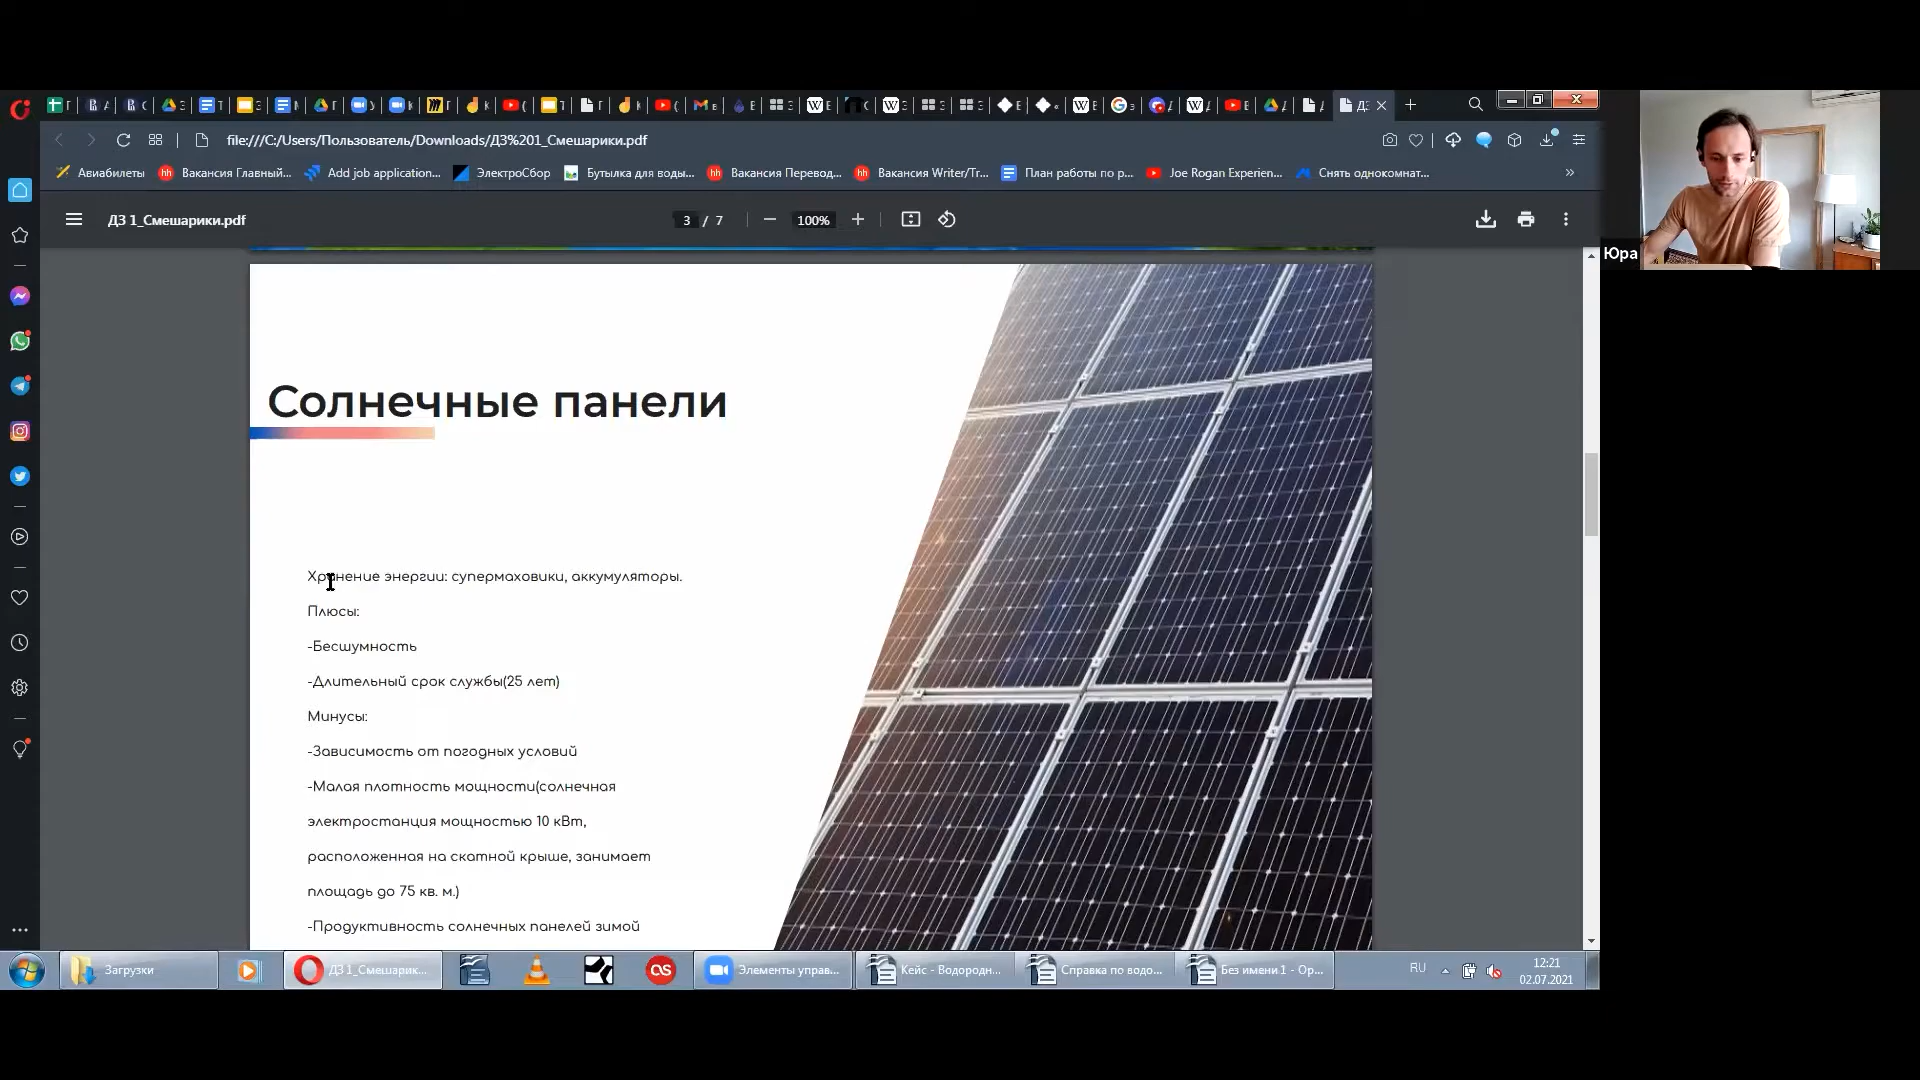 file:///C:/Users/Пользователь/Downloads/ДЗ%201_Смешарики.pdf
Авиабилеты
Вакансия Главный...
Add job application...
ЭлектроСбор
Бутылка для воды...
Вакансия Перевод...
Вакансия Writer/Tr...
План работы по р...
Joe Rogan Experien...
Снять однокомнат...
ДЗ 1_Смешарики.pdf
3 / 7
100%
Юра
Солнечные панели
Хранение энергии: супермаховики, аккумуляторы.
Плюсы:
-Бесшумность
-Длительный срок службы(25 лет)
Минусы:
-Зависимость от погодных условий
-Малая плотность мощности(солнечная
электростанция мощностью 10 кВт,
расположенная на скатной крыше, занимает
площадь до 75 кв. м.)
-Продуктивность солнечных панелей зимой
Загрузки
ДЗ 1_Смешарик...
Элементы управ...
Кейс - Водородн...
Справка по водо...
Без имени 1 - Op...
RU
12:21
02.07.2021